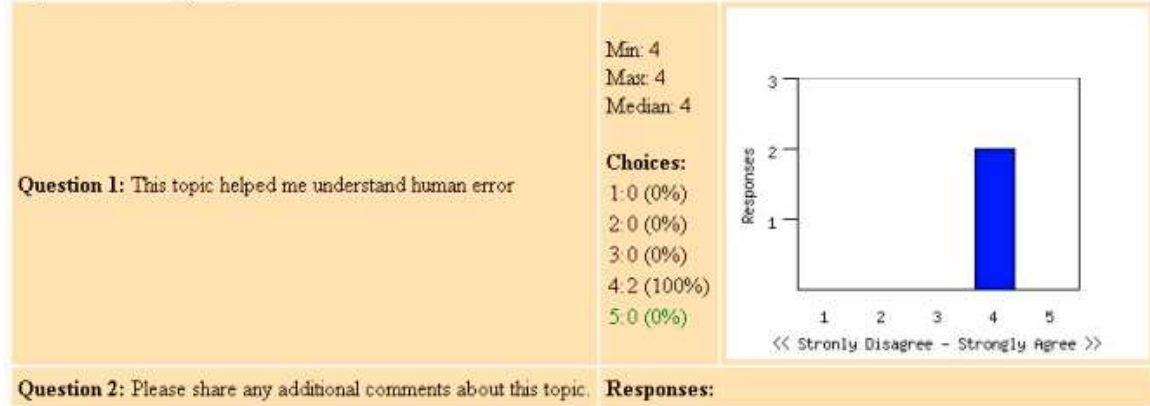 Question 1: This topic helped me understand human error
Min: 4
Max: 4
Median: 4
Choices:
1:0 (0%)
2:0 (0%)
3:0 (0%)
4:2 (100%)
5:0 (0%)
3
2
1
Responses
1 2 3 4 5
<< Stronly Disagree - Strongly Agree >>
Question 2: Please share any additional comments about this topic.
Responses: